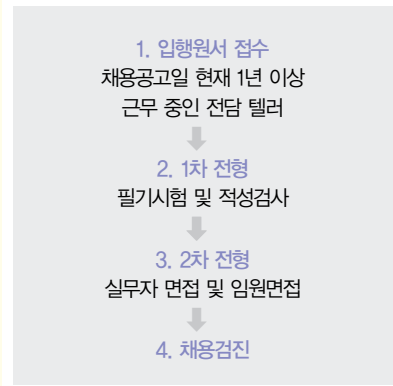 1. 입행원서 접수
채용공고일 현재 1년 이상
근무 중인 전담 텔러
2. 1차 전형
필기시험 및 적성검사
3. 2차 전형
실무자 면접 및 임원면접
4. 채용검진